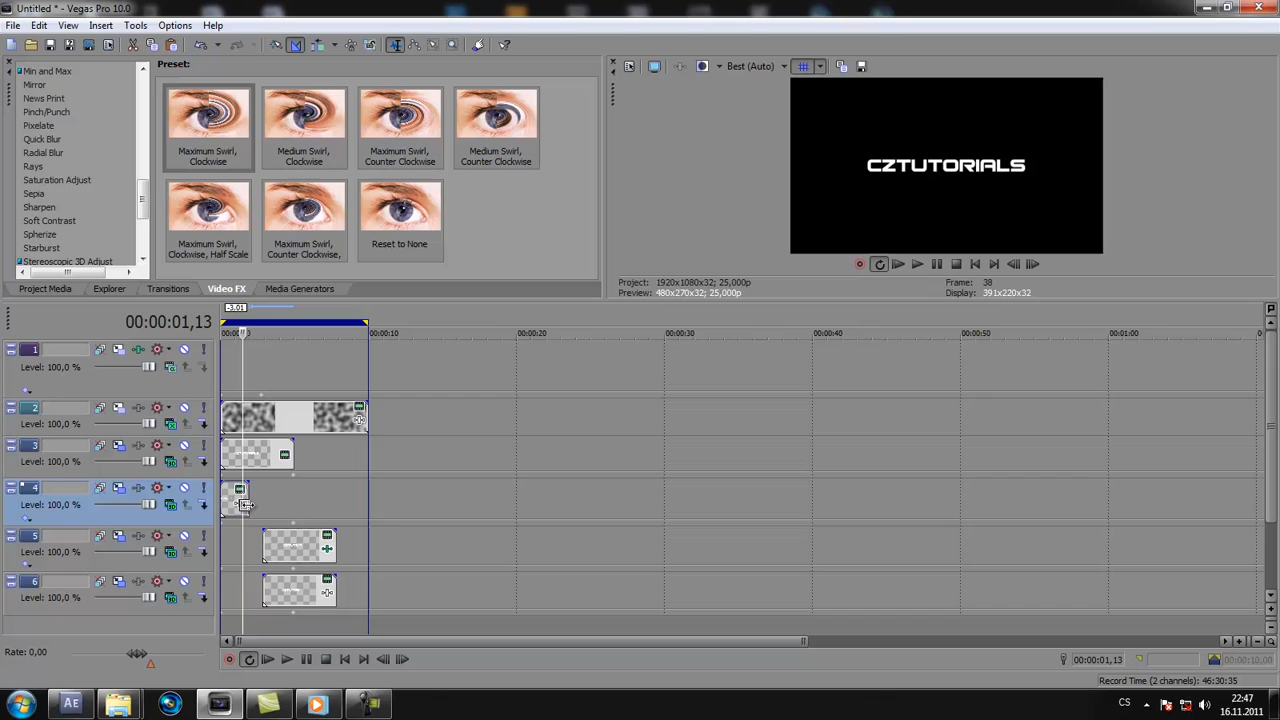 Untitled * - Vegas Pro 10.0
File Edit View Insert Tools Options Help
Min and Max
Mirror
News Print
Pinch/Punch
Pixelate
Quick Blur
Radial Blur
Rays
Saturation Adjust
Sepia
Sharpen
Soft Contrast
Spherize
Starburst
Stereoscopic 3D Adjust
Preset:
Maximum Swirl,
Clockwise
Medium Swirl,
Clockwise
Maximum Swirl,
Counter Clockwise
Medium Swirl,
Counter Clockwise
Maximum Swirl,
Clockwise, Half Scale
Maximum Swirl,
Counter Clockwise,
Reset to None
Best (Auto)
CZTUTORIALS
Project: 1920x1080x32; 25,000p
Preview: 480x270x32; 25,000p
Frame: 38
Display: 391x220x32
Project Media Explorer Transitions Video FX Media Generators
00:00:01,13
-3.01
00:00:10 00:00:20 00:00:30 00:00:40 00:00:50 00:01:00
1
Level: 100,0 %
2
Level: 100,0 %
3
Level: 100,0 %
4
Level: 100,0 %
5
Level: 100,0 %
6
Level: 100,0 %
Rate: 0,00
00:00:01,13
00:00:10,00
Record Time (2 channels): 46:30:35
Ae
CS
22:47
16.11.2011